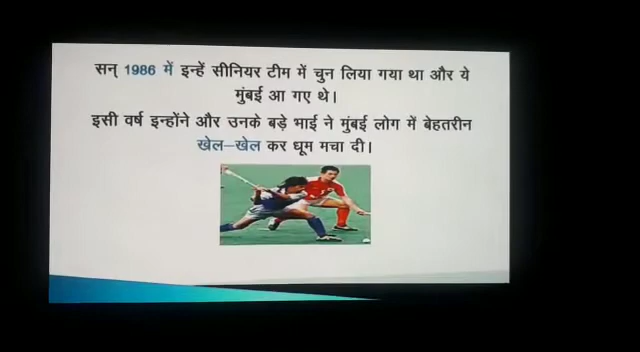 सन् 1986 में इन्हें सीनियर टीम में चुन लिया गया था और ये
मुंबई आ गए थे।
इसी वर्ष इन्होंने और उनके बड़े भाई ने मुंबई लोग में बेहतरीन
खेल–खेल कर धूम मचा दी।